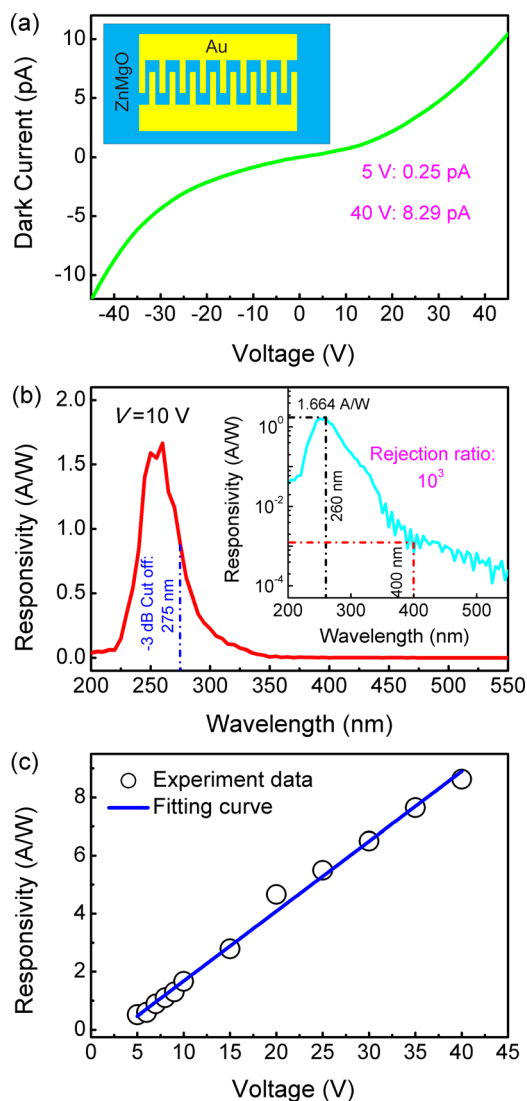 (a)
Dark Current (pA)
10
5
0
-5
-10
ZnMgO
Au
5 V: 0.25 pA
40 V: 8.29 pA
-40 -30 -20 -10 0 10 20 30 40
Voltage (V)
(b)
Responsivity (A/W)
2.0
1.5
1.0
0.5
0.0
V=10 V
-3 dB Cut off:
275 nm
Responsivity (A/W)
10⁰
10⁻²
10⁻⁴
1.664 A/W
Rejection ratio:
10³
260 nm
400 nm
200 300 400 500
Wavelength (nm)
200 250 300 350 400 450 500 550
Wavelength (nm)
(c)
Responsivity (A/W)
8
6
4
2
0
Experiment data
Fitting curve
0 5 10 15 20 25 30 35 40 45
Voltage (V)